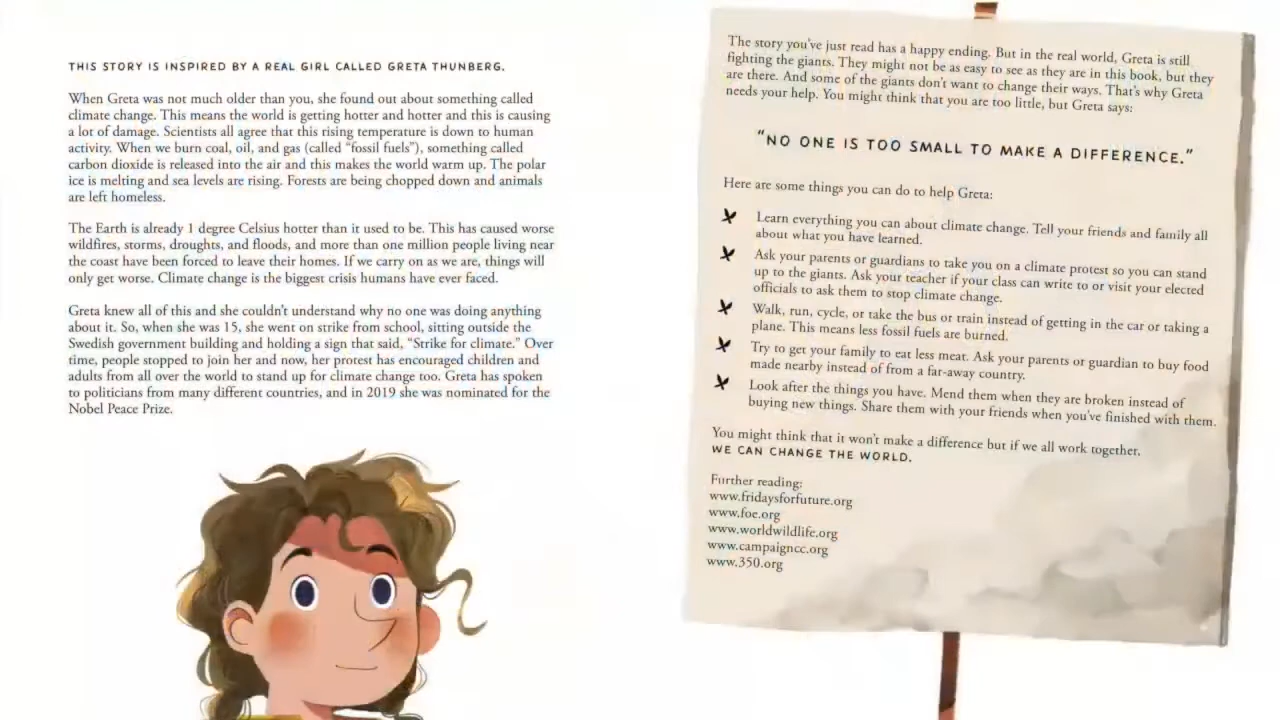 THIS STORY IS INSPIRED BY A REAL GIRL CALLED GRETA THUNBERG.
When Greta was not much older than you, she found out about something called
climate change. This means the world is getting hotter and hotter and this is causing
a lot of damage. Scientists all agree that this rising temperature is down to human
activity. When we burn coal, oil, and gas (called “fossil fuels”), something called
carbon dioxide is released into the air and this makes the world warm up. The polar
ice is melting and sea levels are rising. Forests are being chopped down and animals
are left homeless.
The Earth is already 1 degree Celsius hotter than it used to be. This has caused worse
wildfires, storms, droughts, and floods, and more than one million people living near
the coast have been forced to leave their homes. If we carry on as we are, things will
only get worse. Climate change is the biggest crisis humans have ever faced.
Greta knew all of this and she couldn’t understand why no one was doing anything
about it. So, when she was 15, she went on strike from school, sitting outside the
Swedish government building and holding a sign that said, “Strike for climate.” Over
time, people stopped to join her and now, her protest has encouraged children and
adults from all over the world to stand up for climate change too. Greta has spoken
to politicians from many different countries, and in 2019 she was nominated for the
Nobel Peace Prize.
The story you’ve just read has a happy ending. But in the real world, Greta is still
fighting the giants. They might not be as easy to see as they are in this book, but they
are there. And some of the giants don’t want to change their ways. That’s why Greta
needs your help. You might think that you are too little, but Greta says:
“NO ONE IS TOO SMALL TO MAKE A DIFFERENCE.”
Here are some things you can do to help Greta:
Learn everything you can about climate change. Tell your friends and family all
about what you have learned.
Ask your parents or guardians to take you on a climate protest so you can stand
up to the giants. Ask your teacher if your class can write to or visit your elected
officials to ask them to stop climate change.
Walk, run, cycle, or take the bus or train instead of getting in the car or taking a
plane. This means less fossil fuels are burned.
Try to get your family to eat less meat. Ask your parents or guardian to buy food
made nearby instead of from a far-away country.
Look after the things you have. Mend them when they are broken instead of
buying new things. Share them with your friends when you’ve finished with them.
You might think that it won’t make a difference but if we all work together,
WE CAN CHANGE THE WORLD.
Further reading:
www.fridaysforfuture.org
www.foe.org
www.worldwildlife.org
www.campaigncc.org
www.350.org